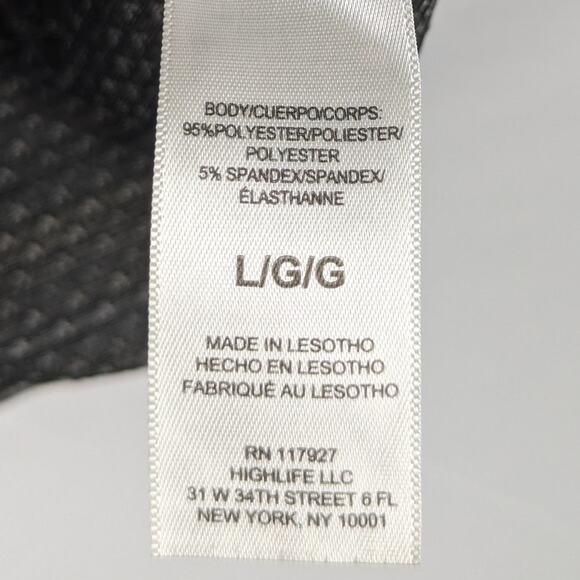 BODY/CUERPO/CORPS:
95%POLYESTER/POLIESTER/
POLYESTER
5% SPANDEX/SPANDEX/
ÉLASTHANNE
L/G/G
MADE IN LESOTHO
HECHO EN LESOTHO
FABRIQUÉ AU LESOTHO
RN 117927
HIGHLIFE LLC
31 W 34TH STREET 6 FL
NEW YORK, NY 10001